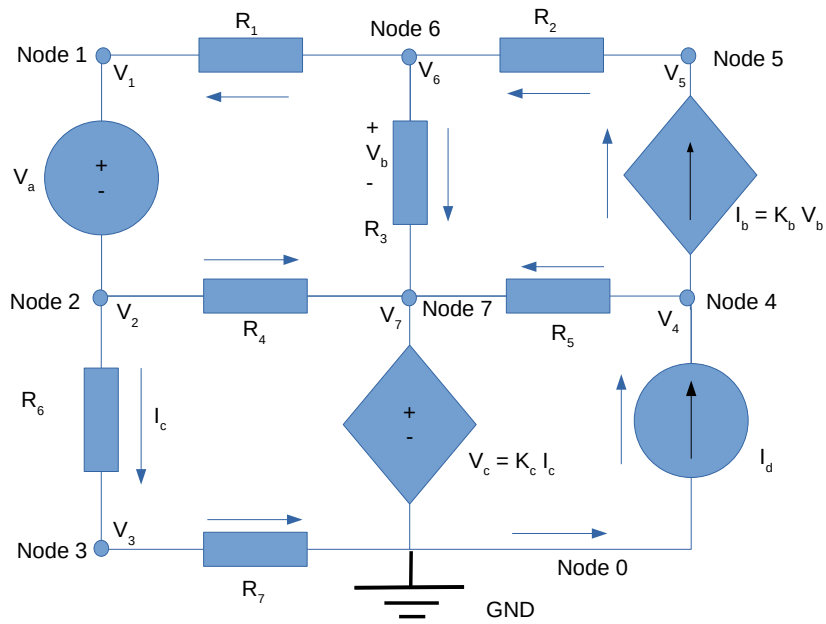 R1
Node 6
R2
Node 1
V1
V6
V5
Node 5
+
Vb
-
Va
+
-
R3
Ib = Kb Vb
Node 2
V2
R4
V7
Node 7
R5
V4
Node 4
R6
Ic
+
-
Vc = Kc Ic
Id
Node 3
V3
R7
Node 0
GND